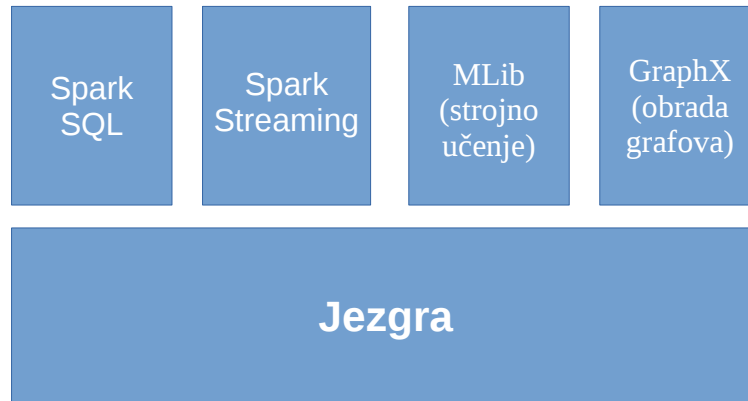 Spark
SQL
Spark
Streaming
MLib
(strojno
učenje)
GraphX
(obrada
grafova)
Jezgra